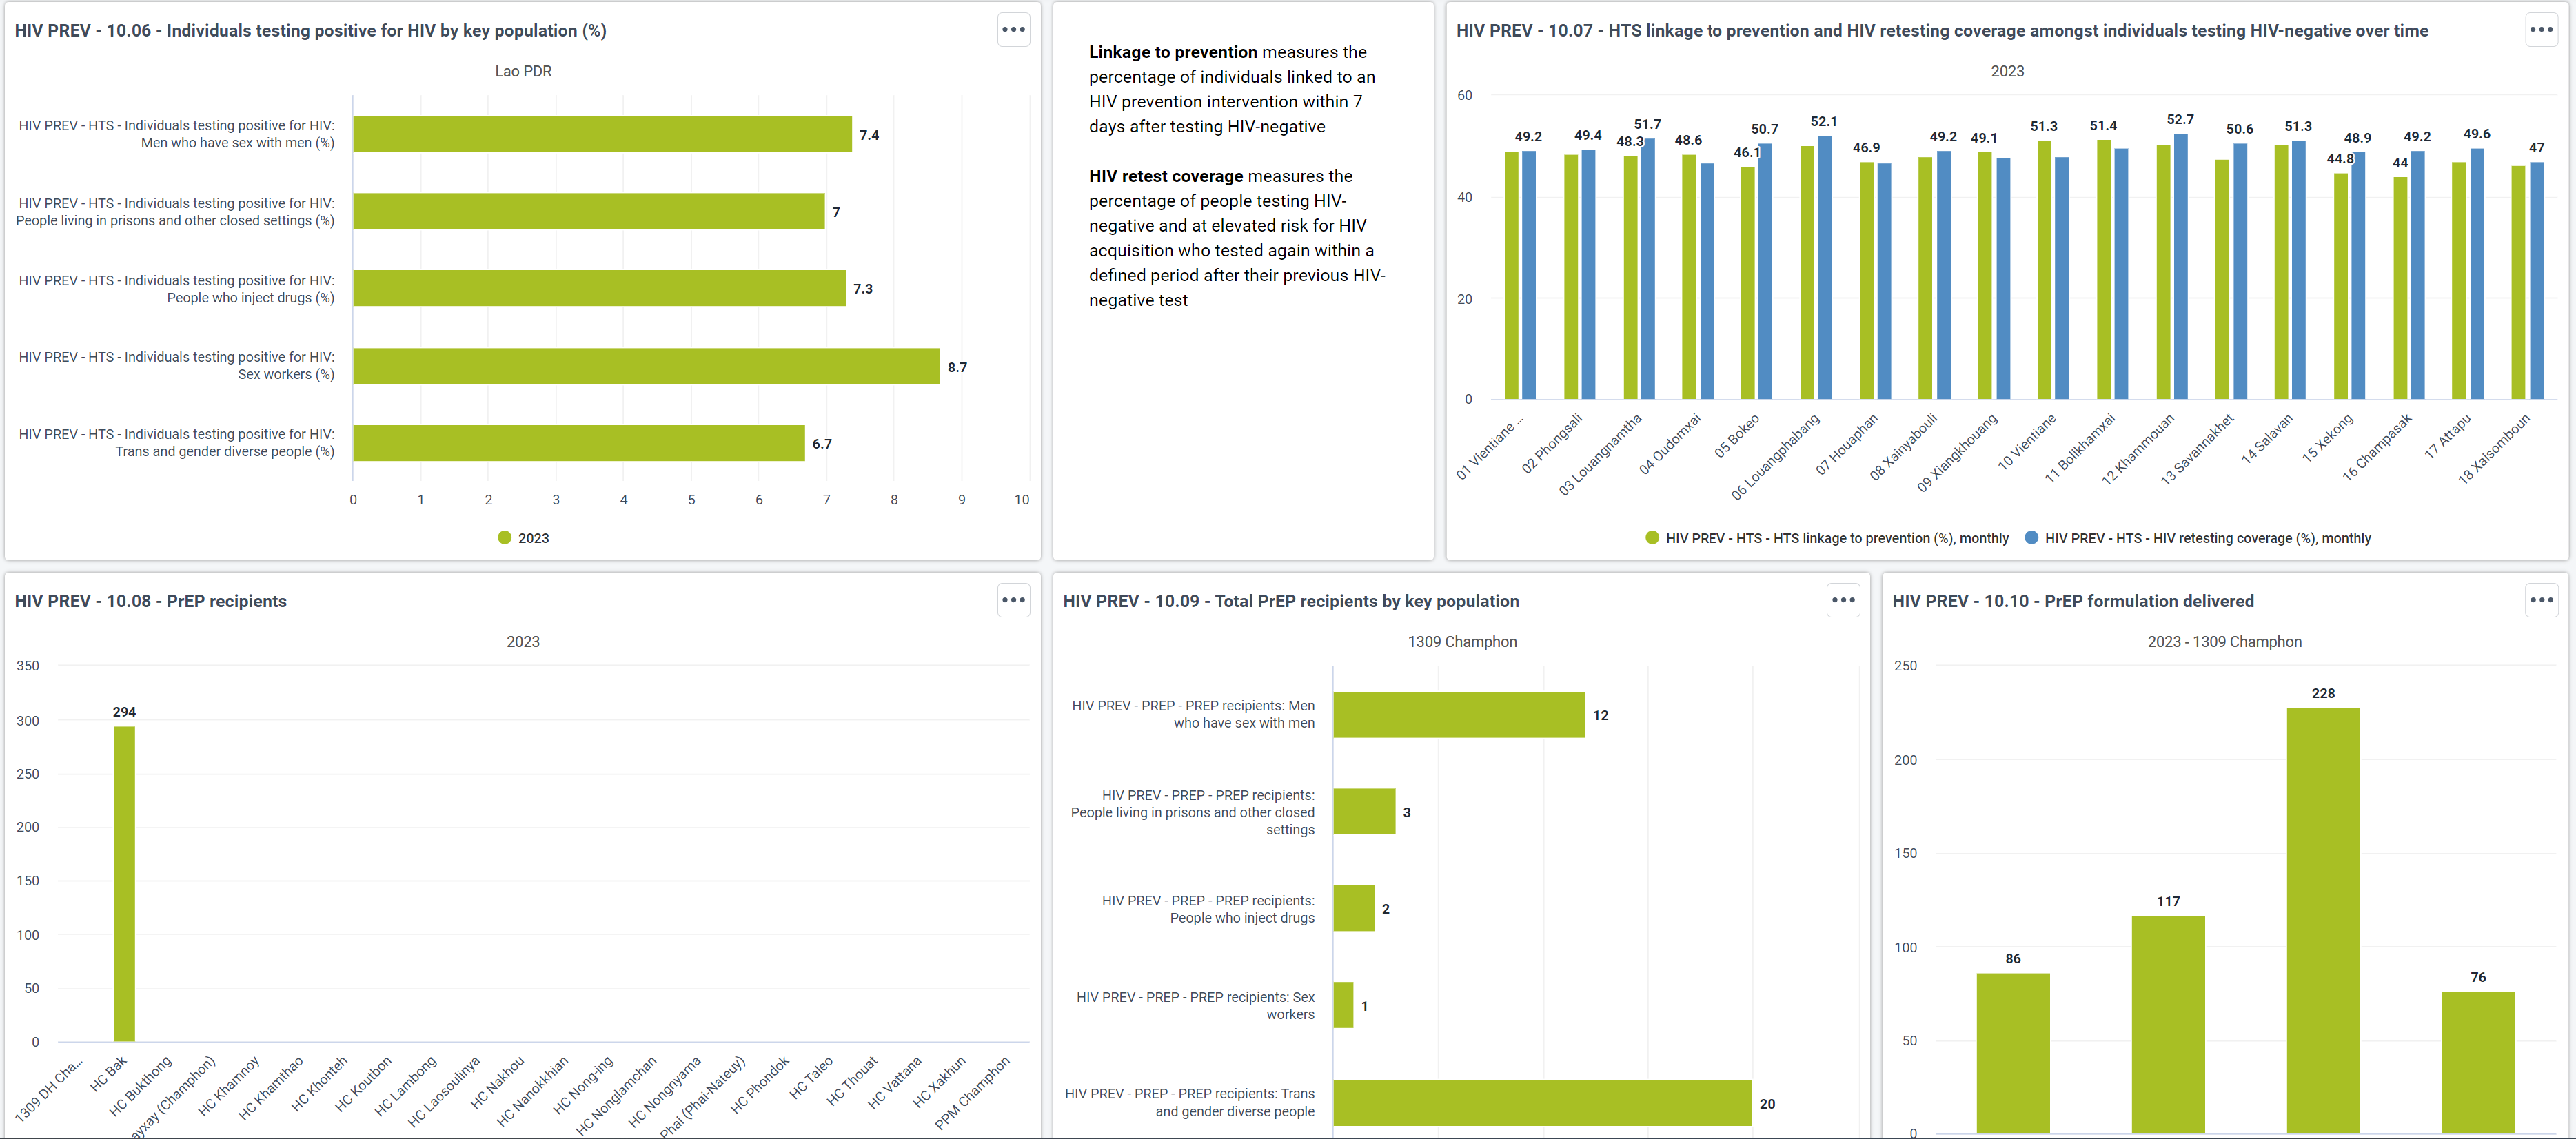 HIV PREV - 10.06 - Individuals testing positive for HIV by key population (%)
Lao PDR
HIV PREV - HTS - Individuals testing positive for HIV:
Men who have sex with men (%)
7.4
HIV PREV - HTS - Individuals testing positive for HIV:
People living in prisons and other closed settings (%)
7
HIV PREV - HTS - Individuals testing positive for HIV:
People who inject drugs (%)
7.3
HIV PREV - HTS - Individuals testing positive for HIV:
Sex workers (%)
8.7
HIV PREV - HTS - Individuals testing positive for HIV:
Trans and gender diverse people (%)
6.7
0 1 2 3 4 5 6 7 8 9 10
2023
Linkage to prevention measures the
percentage of individuals linked to an
HIV prevention intervention within 7
days after testing HIV-negative
HIV retest coverage measures the
percentage of people testing HIV-
negative and at elevated risk for HIV
acquisition who tested again within a
defined period after their previous HIV-
negative test
HIV PREV - 10.07 - HTS linkage to prevention and HIV retesting coverage amongst individuals testing HIV-negative over time
2023
60
40
20
0
49.2
49.4
48.3
51.7
48.6
46.1
50.7
52.1
46.9
49.2
49.1
51.3
51.4
52.7
50.6
51.3
44.8
48.9
44
49.2
49.6
47
01 Vientiane ...
02 Phongsali
03 Louangnamtha
04 Oudomxai
05 Bokeo
06 Louangphabang
07 Houaphan
08 Xainyabouli
09 Xiangkhouang
10 Vientiane
11 Bolikhamxai
12 Khammouan
13 Savannakhet
14 Salavan
15 Xekong
16 Champasak
17 Attapu
18 Xaisomboun
HIV PREV - HTS - HTS linkage to prevention (%), monthly
HIV PREV - HTS - HIV retesting coverage (%), monthly
HIV PREV - 10.08 - PrEP recipients
2023
350
300
250
200
150
100
50
0
294
1309 DH Cha...
HC Bak
HC Bukthong
ayxay (Champhon)
HC Khamnoy
HC Khamthao
HC Khonteh
HC Koutbon
HC Lambong
HC Laosoulinya
HC Nakhou
HC Nanokkhian
HC Nong-ing
HC Nonglamchan
HC Nongnyama
Phai (Phai-Nateuy)
HC Phondok
HC Taleo
HC Thouat
HC Vattana
HC Xakhun
PPM Champhon
HIV PREV - 10.09 - Total PrEP recipients by key population
1309 Champhon
HIV PREV - PREP - PREP recipients: Men
who have sex with men
12
HIV PREV - PREP - PREP recipients:
People living in prisons and other closed
settings
3
HIV PREV - PREP - PREP recipients:
People who inject drugs
2
HIV PREV - PREP - PREP recipients: Sex
workers
1
HIV PREV - PREP - PREP recipients: Trans
and gender diverse people
20
HIV PREV - 10.10 - PrEP formulation delivered
2023 - 1309 Champhon
250
200
150
100
50
0
86
117
228
76